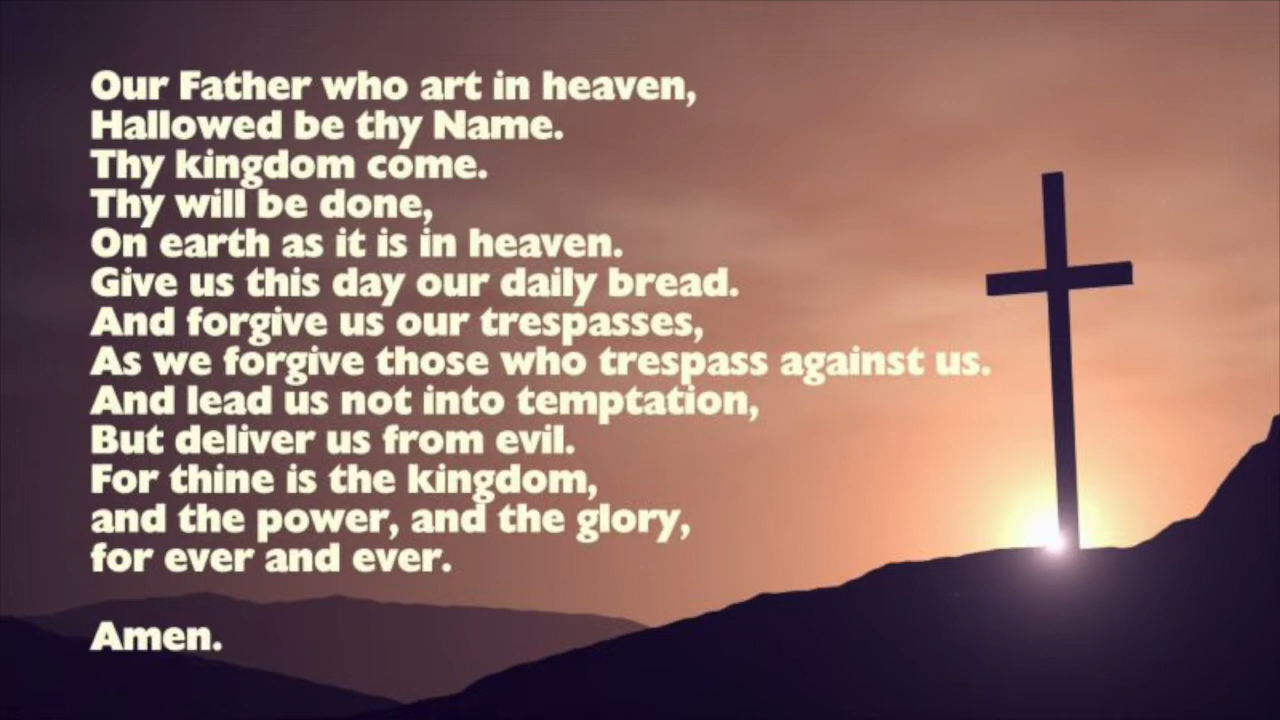 Our Father who art in heaven,
Hallowed be thy Name.
Thy kingdom come.
Thy will be done,
On earth as it is in heaven.
Give us this day our daily bread.
And forgive us our trespasses,
As we forgive those who trespass against us.
And lead us not into temptation,
But deliver us from evil.
For thine is the kingdom,
and the power, and the glory,
for ever and ever.
Amen.